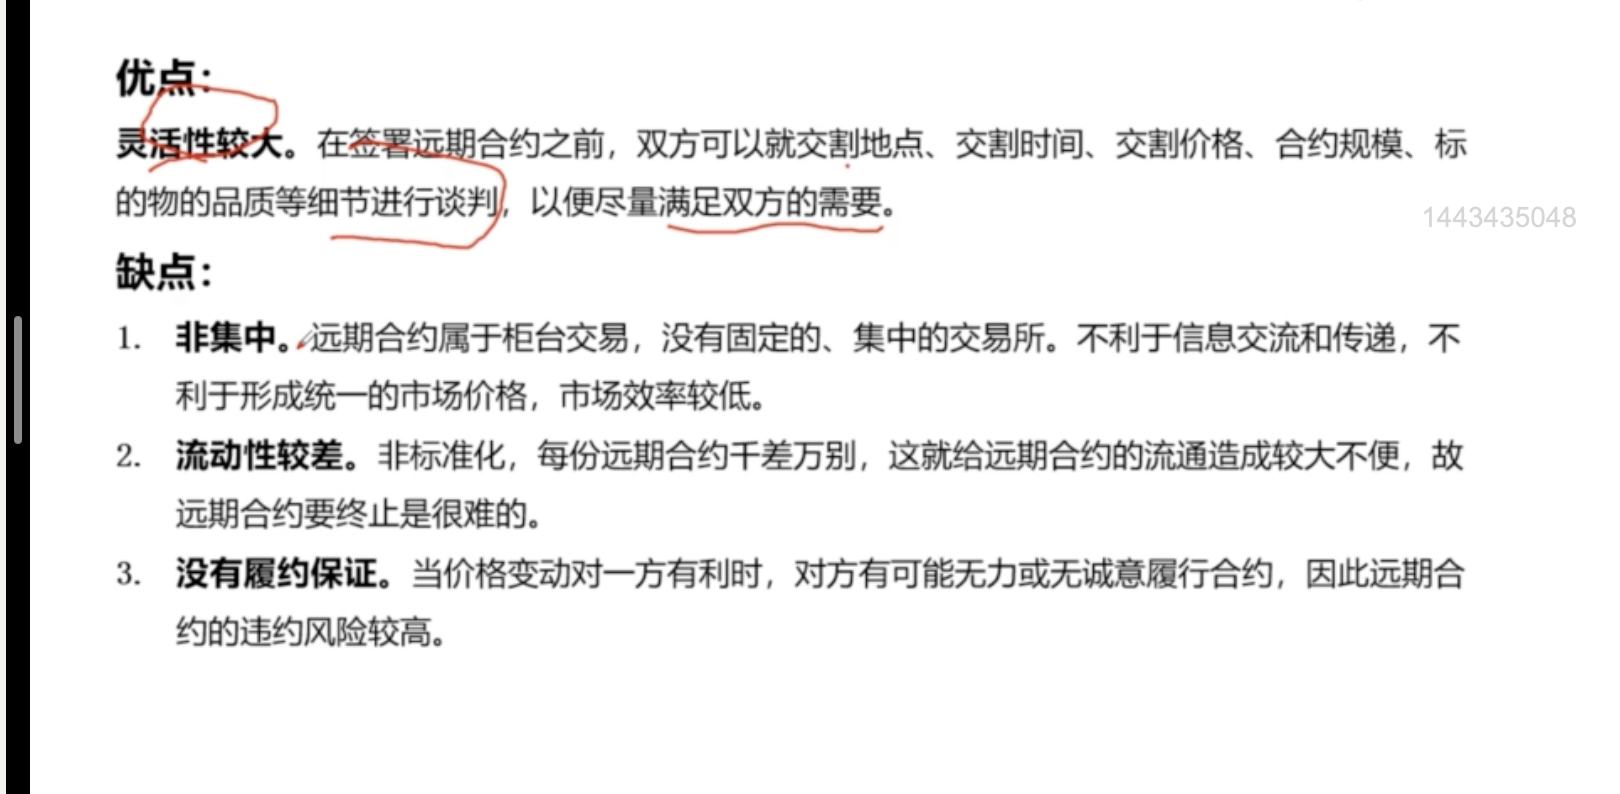 优点：
灵活性较大。在签署远期合约之前，双方可以就交割地点、交割时间、交割价格、合约规模、标
的物的品质等细节进行谈判，以便尽量满足双方的需要。
1443435048
缺点：
1. 非集中。远期合约属于柜台交易，没有固定的、集中的交易所。不利于信息交流和传递，不
利于形成统一的市场价格，市场效率较低。
2. 流动性较差。非标准化，每份远期合约千差万别，这就给远期合约的流通造成较大不便，故
远期合约要终止是很难的。
3. 没有履约保证。当价格变动对一方有利时，对方有可能无力或无诚意履行合约，因此远期合
约的违约风险较高。